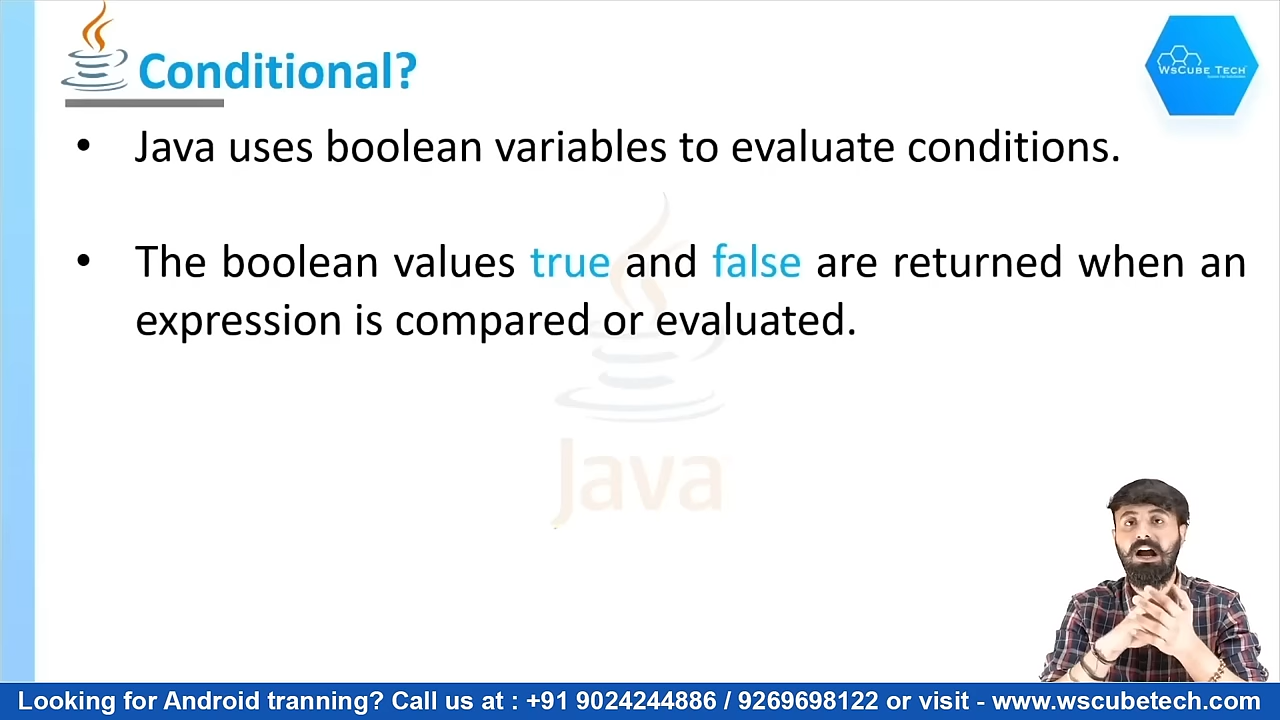 Conditional?
WsCube Tech
• Java uses boolean variables to evaluate conditions.
• The boolean values true and false are returned when an
expression is compared or evaluated.
Java
Looking for Android tranning? Call us at : +91 9024244886 / 9269698122 or visit - www.wscubetech.com